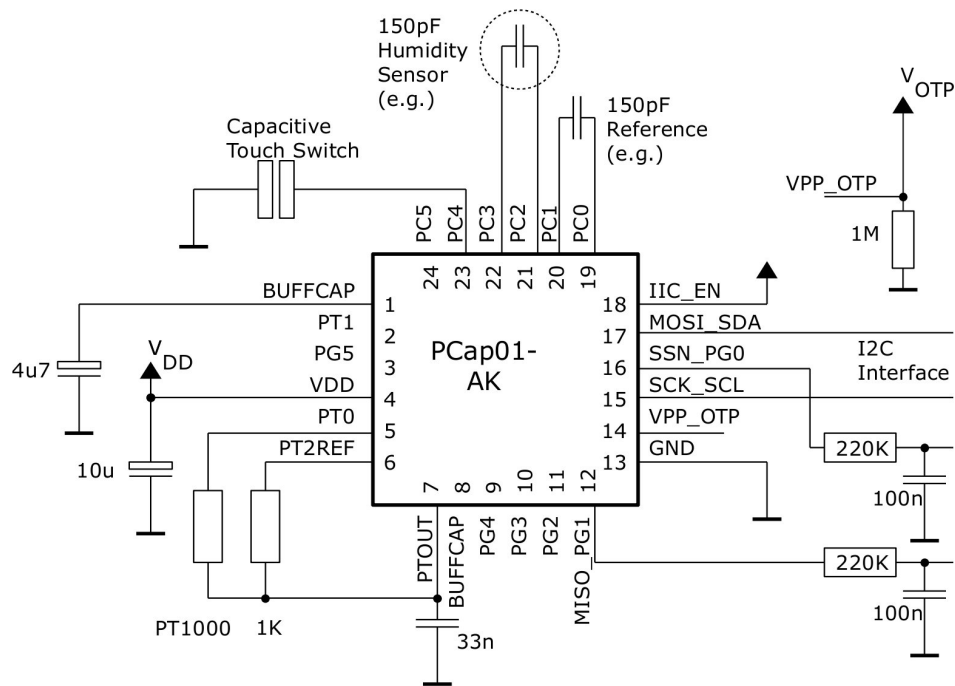 150pF
Humidity
Sensor
(e.g.)
150pF
Reference
(e.g.)
Capacitive
Touch Switch
V
OTP
VPP_OTP
1M
PC5
PC4
PC3
PC2
PC1
PC0
24
23
22
21
20
19
BUFFCAP
1
PT1
2
PG5
3
VDD
4
PT0
5
PT2REF
6
4u7
V
DD
10u
PCap01-
AK
18
IIC_EN
17
MOSI_SDA
16
SSN_PG0
15
SCK_SCL
14
VPP_OTP
13
GND
I2C
Interface
220K
100n
7
8
9
10
11
12
PTOUT
BUFFCAP
PG4
PG3
PG2
MISO_PG1
220K
100n
PT1000
1K
33n